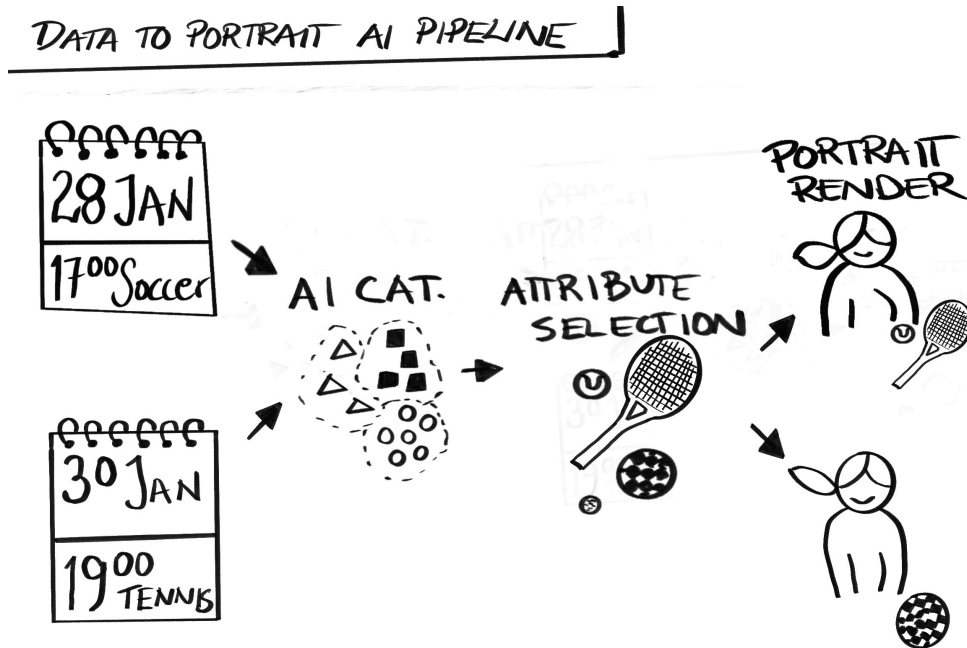 DATA TO PORTRAIT AI PIPELINE
28 JAN
17⁰⁰ Soccer
30 JAN
19⁰⁰
TENNIS
AI CAT.
ATTRIBUTE
SELECTION
PORTRAIT
RENDER